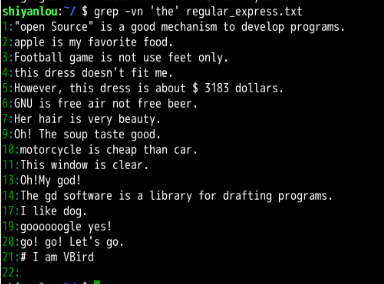 shiyanlou:~/ $ grep -vn 'the' regular_express.txt
1:"open Source" is a good mechanism to develop programs.
2:apple is my favorite food.
3:Football game is not use feet only.
4:this dress doesn't fit me.
5:However, this dress is about $ 3183 dollars.
6:GNU is free air not free beer.
7:Her hair is very beauty.
9:Oh! The soup taste good.
10:motorcycle is cheap than car.
11:This window is clear.
13:Oh!My god!
14:The gd software is a library for drafting programs.
17:I like dog.
19:goooooogle yes!
20:go! go! Let's go.
21:# I am VBird
22: